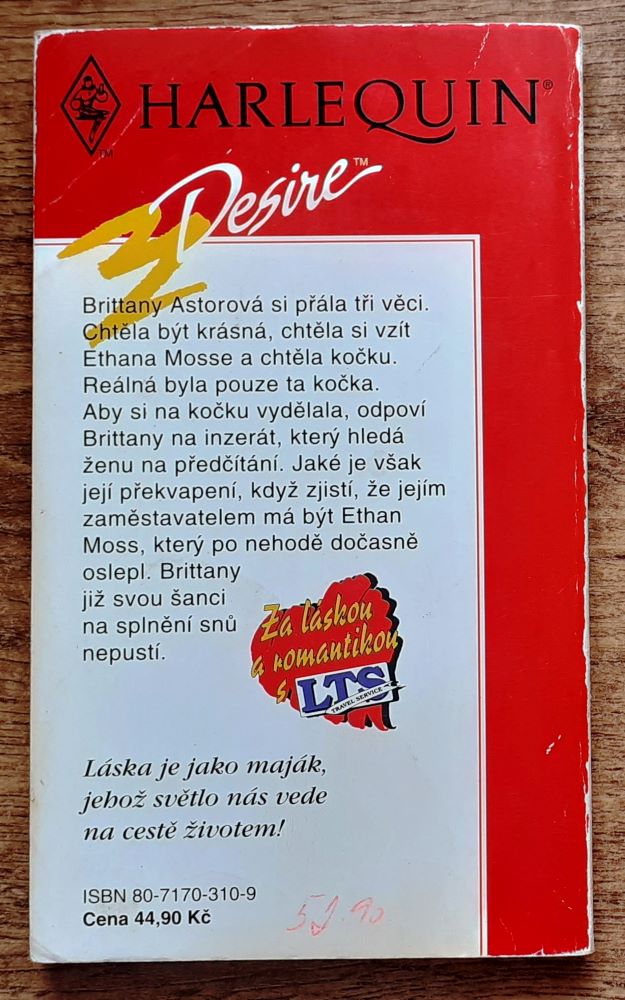 HARLEQUIN®
TM
Desire™
Brittany Astorová si přála tři věci.
Chtěla být krásná, chtěla si vzít
Ethana Mosse a chtěla kočku.
Reálná byla pouze ta kočka.
Aby si na kočku vydělala, odpoví
Brittany na inzerát, který hledá
ženu na předčítání. Jaké je však
její překvapení, když zjistí, že jejím
zaměstavatelem má být Ethan
Moss, který po nehodě dočasně
oslepl. Brittany
již svou šanci
na splnění snů
nepustí.
Za láskou
a romantikou
s LTS
TRAVEL SERVICE
Láska je jako maják,
jehož světlo nás vede
na cestě životem!
ISBN 80-7170-310-9
Cena 44,90 Kč